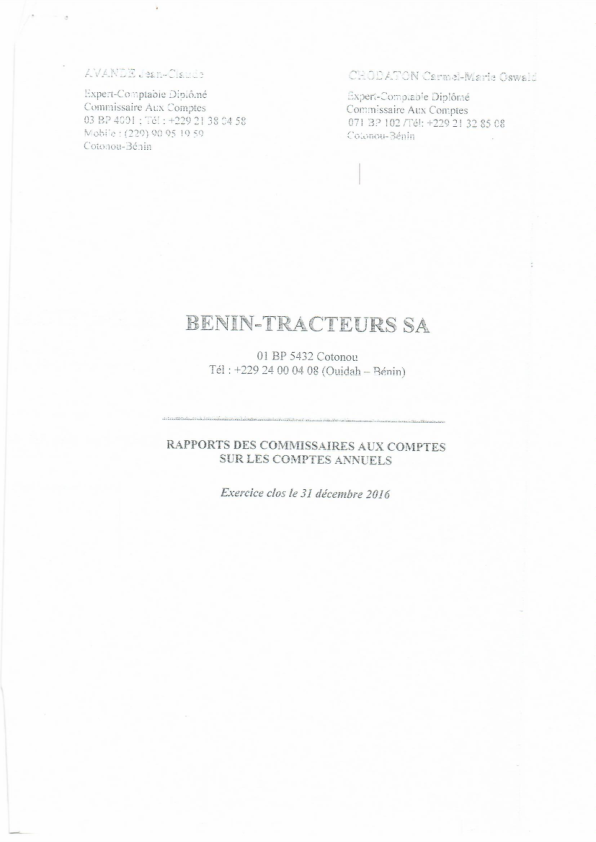 AVANDE Jean-Claude
Expert-Comptable Diplômé
Commissaire Aux Comptes
03 BP 4091 ; Tél : +229 21 38 04 58
Mobile : (229) 90 95 19 59
Cotonou-Bénin
CHODATON Carmel-Marie Oswald
Expert-Comptable Diplômé
Commissaire Aux Comptes
071 BP 102 /Tél: +229 21 32 85 08
Cotonou-Bénin
BENIN-TRACTEURS SA
01 BP 5432 Cotonou
Tél : +229 24 00 04 08 (Ouidah – Bénin)
RAPPORTS DES COMMISSAIRES AUX COMPTES
SUR LES COMPTES ANNUELS
Exercice clos le 31 décembre 2016